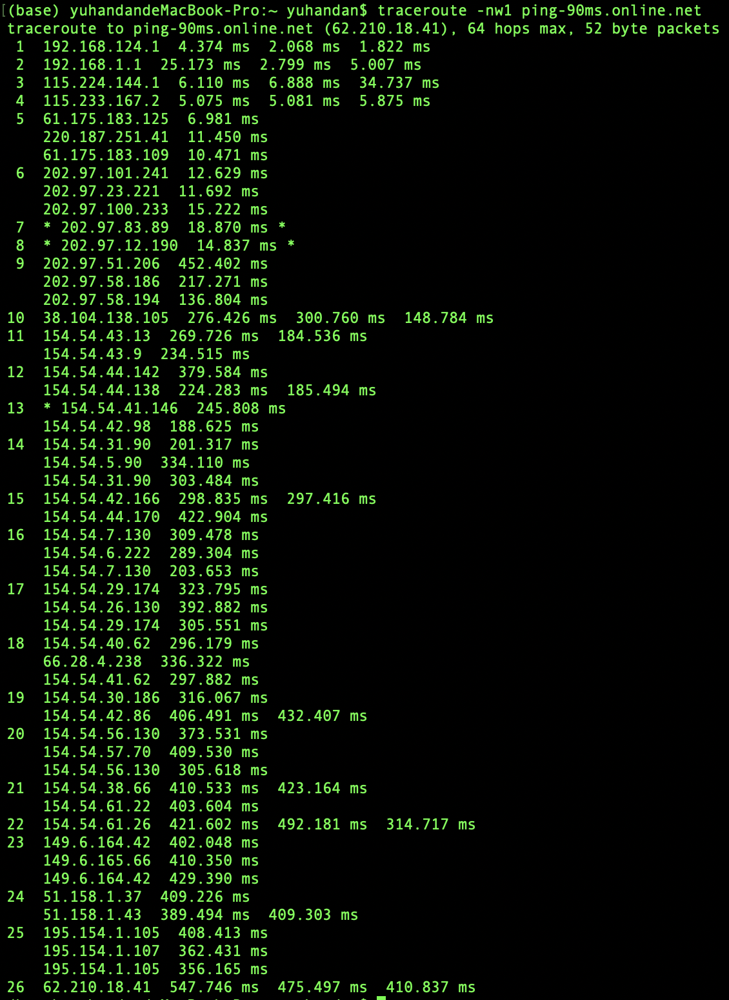 (base) yuhandandeMacBook-Pro:~ yuhandan$ traceroute -nw1 ping-90ms.online.net
traceroute to ping-90ms.online.net (62.210.18.41), 64 hops max, 52 byte packets
1 192.168.124.1 4.374 ms 2.068 ms 1.822 ms
2 192.168.1.1 25.173 ms 2.799 ms 5.007 ms
3 115.224.144.1 6.110 ms 6.888 ms 34.737 ms
4 115.233.167.2 5.075 ms 5.081 ms 5.875 ms
5 61.175.183.125 6.981 ms
220.187.251.41 11.450 ms
61.175.183.109 10.471 ms
6 202.97.101.241 12.629 ms
202.97.23.221 11.692 ms
202.97.100.233 15.222 ms
7 * 202.97.83.89 18.870 ms *
8 * 202.97.12.190 14.837 ms *
9 202.97.51.206 452.402 ms
202.97.58.186 217.271 ms
202.97.58.194 136.804 ms
10 38.104.138.105 276.426 ms 300.760 ms 148.784 ms
11 154.54.43.13 269.726 ms 184.536 ms
154.54.43.9 234.515 ms
12 154.54.44.142 379.584 ms
154.54.44.138 224.283 ms 185.494 ms
13 * 154.54.41.146 245.808 ms
154.54.42.98 188.625 ms
14 154.54.31.90 201.317 ms
154.54.5.90 334.110 ms
154.54.31.90 303.484 ms
15 154.54.42.166 298.835 ms 297.416 ms
154.54.44.170 422.904 ms
16 154.54.7.130 309.478 ms
154.54.6.222 289.304 ms
154.54.7.130 203.653 ms
17 154.54.29.174 323.795 ms
154.54.26.130 392.882 ms
154.54.29.174 305.551 ms
18 154.54.40.62 296.179 ms
66.28.4.238 336.322 ms
154.54.41.62 297.882 ms
19 154.54.30.186 316.067 ms
154.54.42.86 406.491 ms 432.407 ms
20 154.54.56.130 373.531 ms
154.54.57.70 409.530 ms
154.54.56.130 305.618 ms
21 154.54.38.66 410.533 ms 423.164 ms
154.54.61.22 403.604 ms
22 154.54.61.26 421.602 ms 492.181 ms 314.717 ms
23 149.6.164.42 402.048 ms
149.6.165.66 410.350 ms
149.6.164.42 429.390 ms
24 51.158.1.37 409.226 ms
51.158.1.43 389.494 ms 409.303 ms
25 195.154.1.105 408.413 ms
195.154.1.107 362.431 ms
195.154.1.105 356.165 ms
26 62.210.18.41 547.746 ms 475.497 ms 410.837 ms